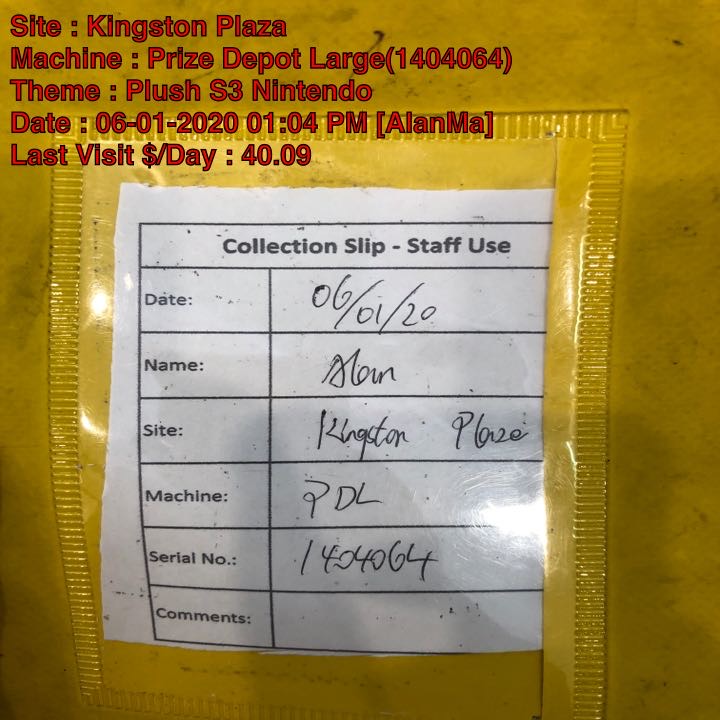 Site : Kingston Plaza
Machine : Prize Depot Large(1404064)
Theme : Plush S3 Nintendo
Date : 06-01-2020 01:04 PM [AlanMa]
Last Visit $/Day : 40.09
Collection Slip - Staff Use
Date: 06/01/20
Name: Alan
Site: Kingston Plaza
Machine: PDL
Serial No.: 1404064
Comments: